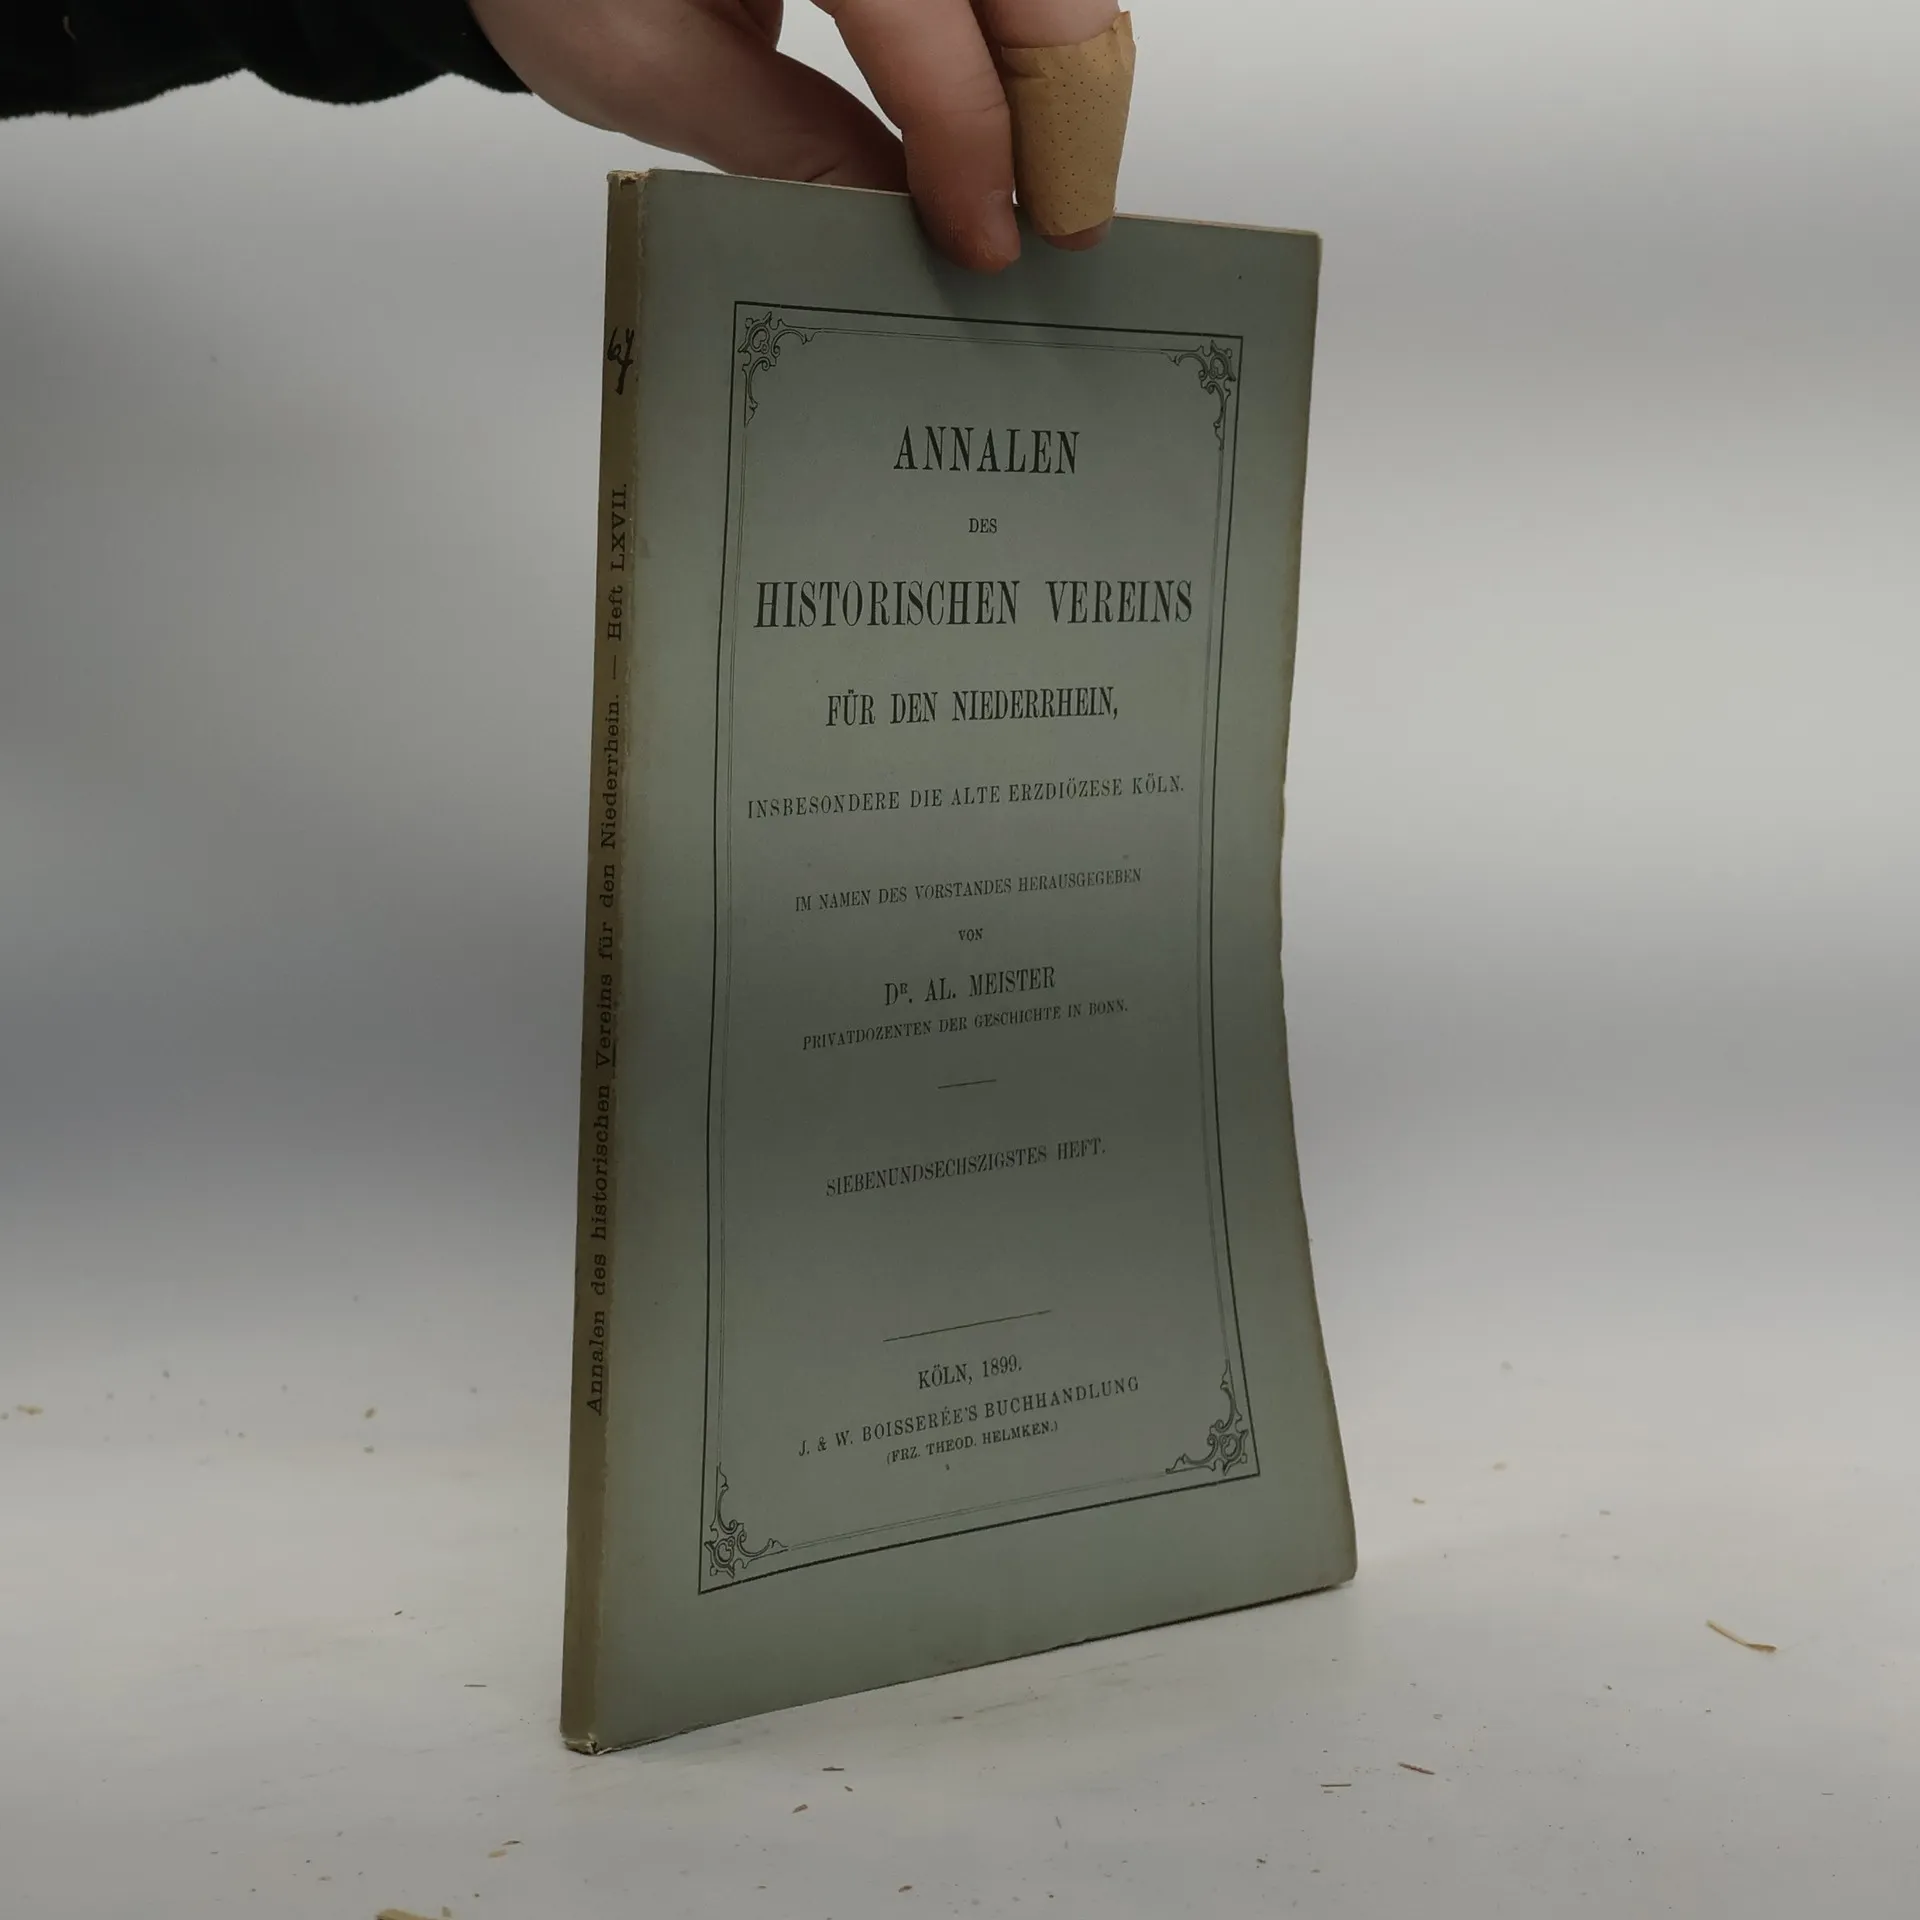 67
Annalen des historischen Vereins für den Niederrhein. — Heft LXVII.
ANNALEN
DES
HISTORISCHEN VEREINS
FÜR DEN NIEDERRHEIN,
INSBESONDERE DIE ALTE ERZDIÖZESE KÖLN.
IM NAMEN DES VORSTANDES HERAUSGEGEBEN
VON
DR. AL. MEISTER
PRIVATDOZENTEN DER GESCHICHTE IN BONN.
SIEBENUNDSECHSZIGSTES HEFT.
KÖLN, 1899.
J. & W. BOISSERÉE'S BUCHHANDLUNG
(FRZ. THEOD. HELMKEN.)